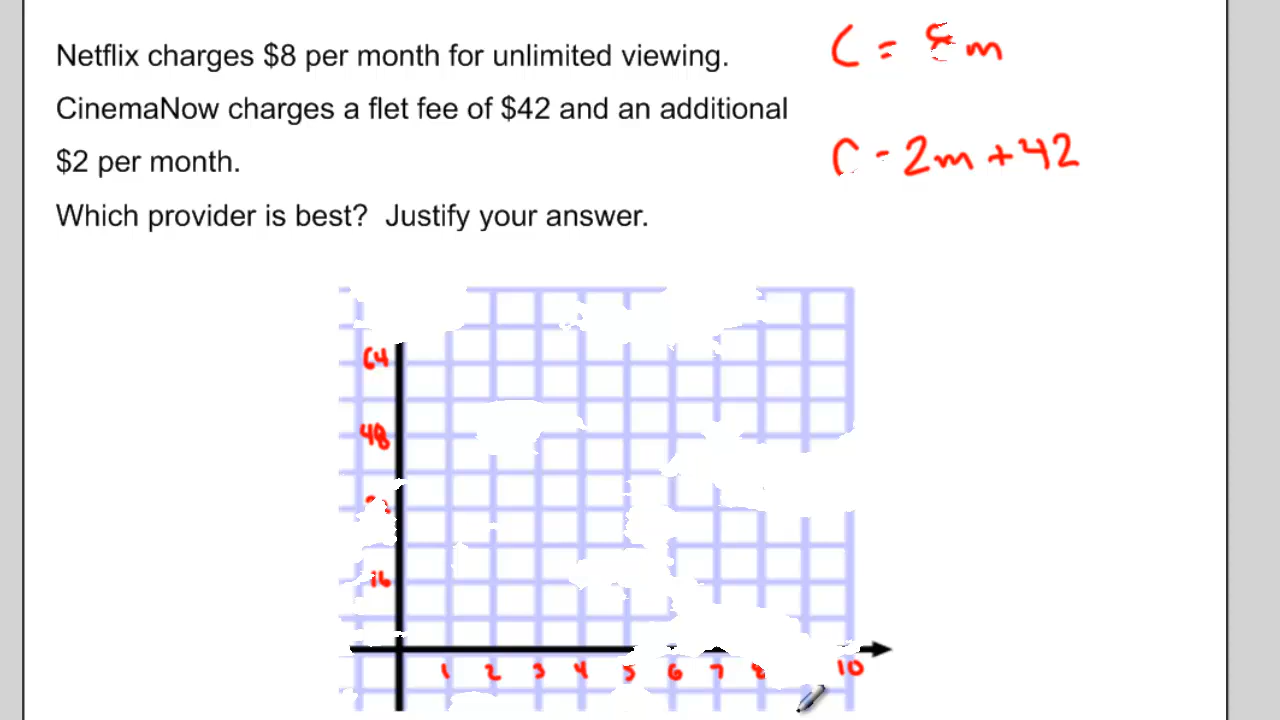 Netflix charges $8 per month for unlimited viewing.
C = 8m
CinemaNow charges a flet fee of $42 and an additional
$2 per month.
C = 2m + 42
Which provider is best? Justify your answer.
64
48
16
1 2 3 4 5 6 7 8 10